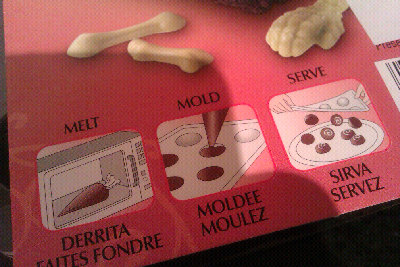 MELT
MOLD
SERVE
DERRITA
FAITES FONDRE
MOLDEE
MOULEZ
SIRVA
SERVEZ